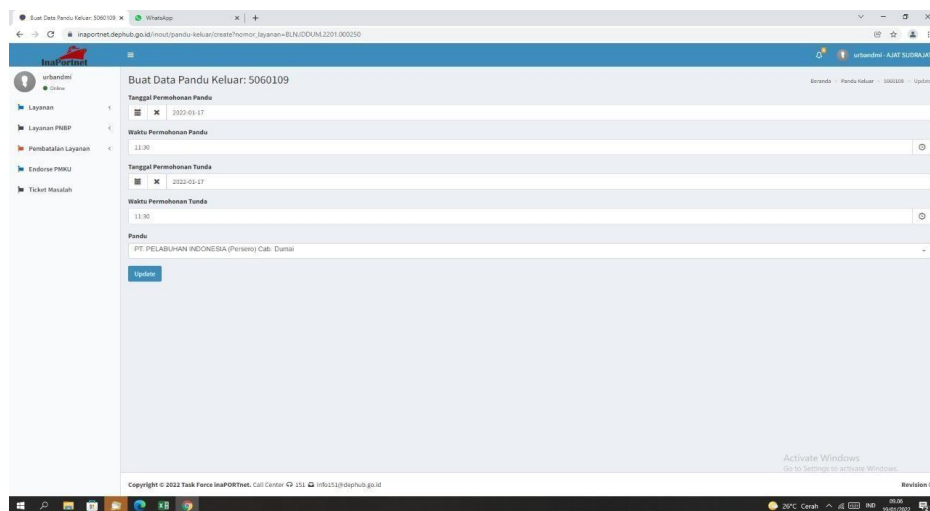 Buat Data Pandu Keluar: 5060109
WhatsApp
inaportnet.dephub.go.id/inout/pandu-keluar/create?nomor_layanan=BLN.IDDUM.2201.000250
InaPortnet
urbandmi - AJAT SUDRAJAT
urbandmi
Online
Buat Data Pandu Keluar: 5060109
Beranda Pandu Keluar 5060109 Update
Layanan
Layanan PNBP
Pembatalan Layanan
Endorse PMKU
Ticket Masalah
Tanggal Permohonan Pandu
2022-01-17
Waktu Permohonan Pandu
11:30
Tanggal Permohonan Tunda
2022-01-17
Waktu Permohonan Tunda
11:30
Pandu
PT. PELABUHAN INDONESIA (Persero) Cab. Dumai
Update
Activate Windows
Go to Settings to activate Windows.
Copyright © 2022 Task Force inaPORTnet. Call Center 151 info151@dephub.go.id
Revision
26°C Cerah IND 09.06
19/01/2022